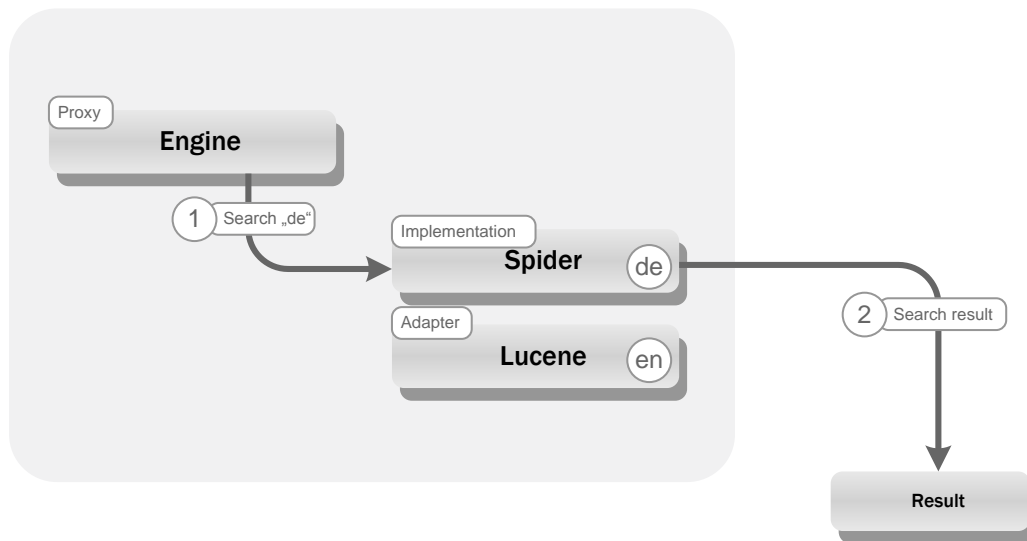 Proxy
Engine
1 Search „de“
Implementation
Spider de
2 Search result
Adapter
Lucene en
Result